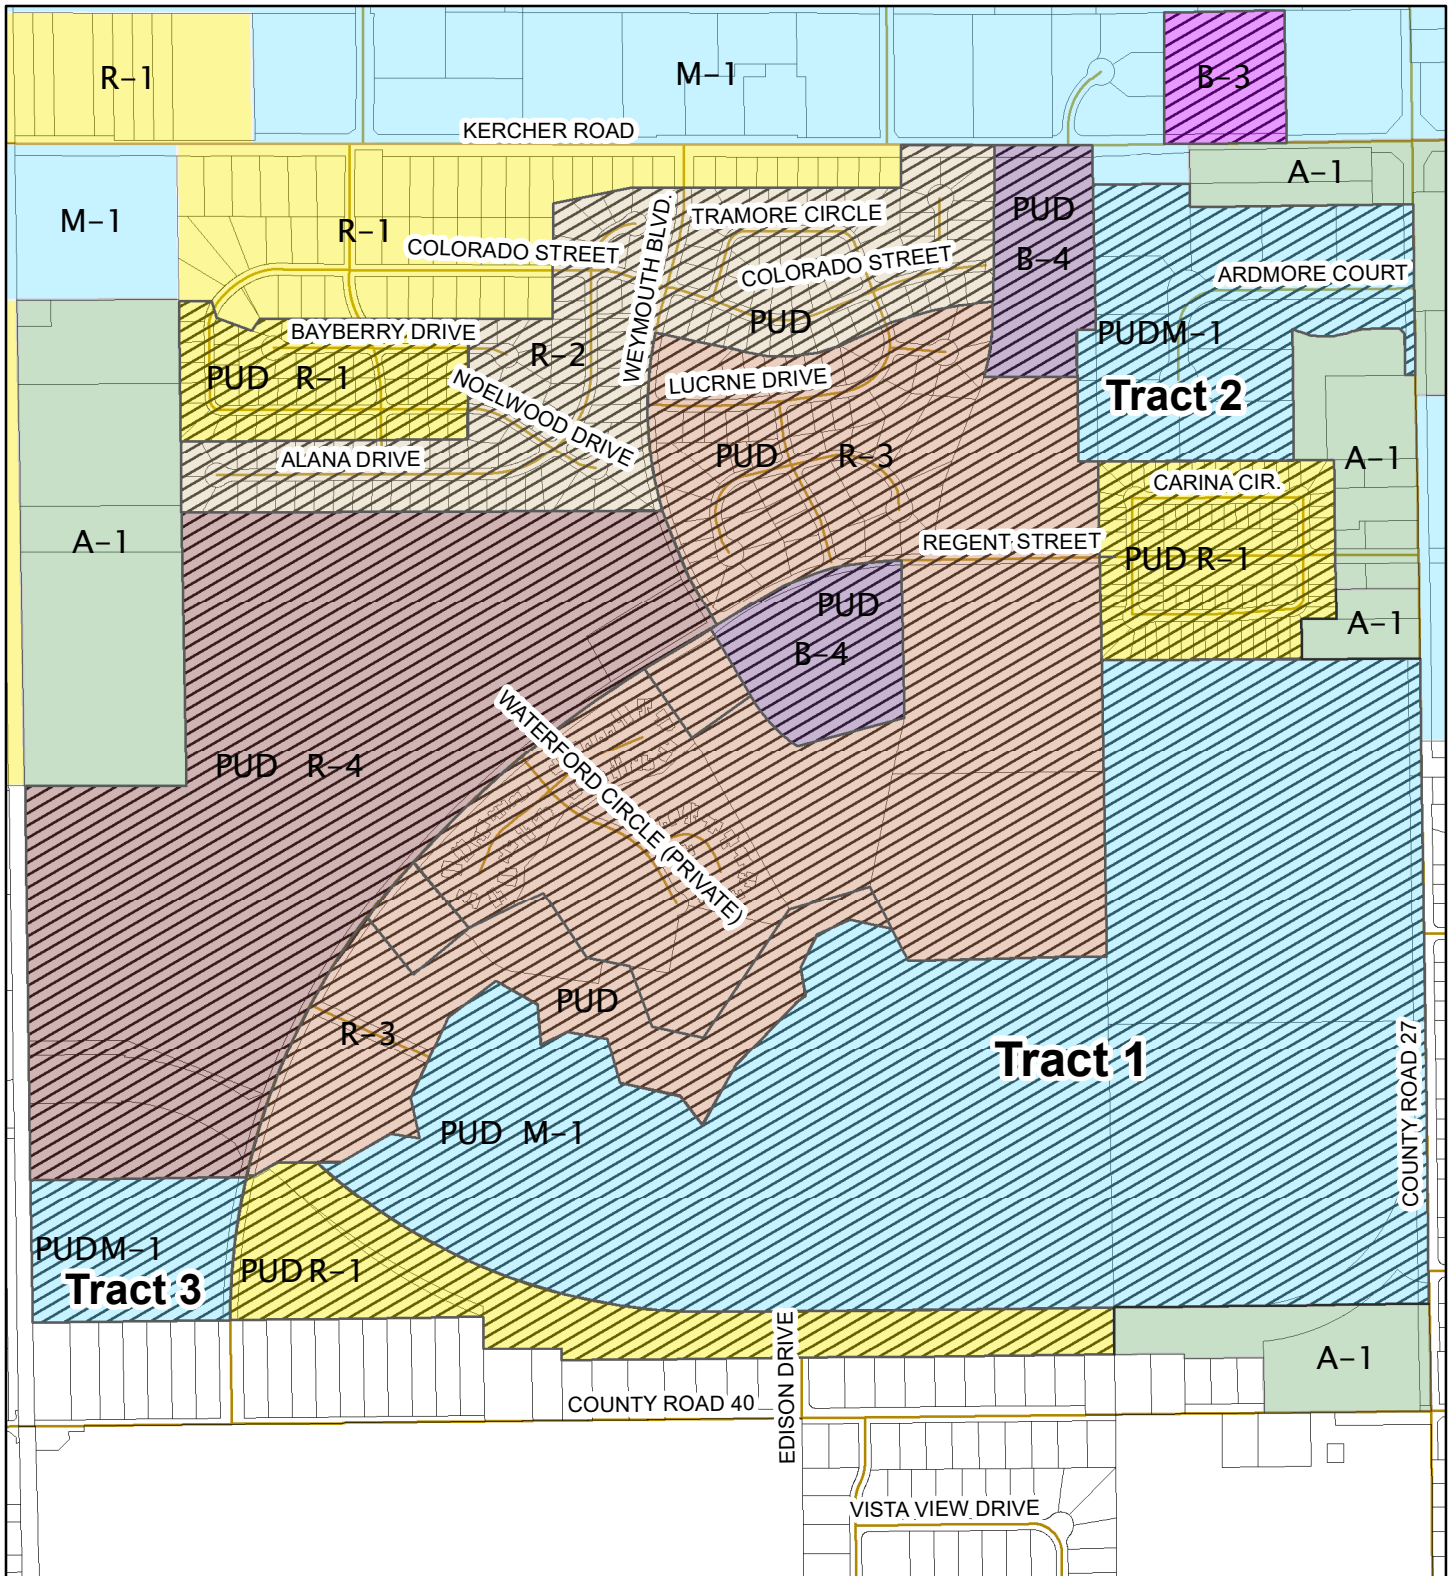 R-1
M-1
B-3
KERCHER ROAD
A-1
M-1
R-1
TRAMORE CIRCLE
PUD
B-4
COLORADO STREET
WEYMOUTH BLVD.
COLORADO STREET
ARDMORE COURT
PUD
BAYBERRY DRIVE
PUDM-1
R-2
PUD R-1
LUCRNE DRIVE
Tract 2
NOELWOOD DRIVE
ALANA DRIVE
PUD R-3
A-1
CARINA CIR.
A-1
REGENT STREET
PUD R-1
PUD
B-4
A-1
PUD R-4
WATERFORD CIRCLE (PRIVATE)
PUD
R-3
Tract 1
COUNTY ROAD 27
PUD M-1
PUDM-1
Tract 3
PUD R-1
A-1
EDISON DRIVE
COUNTY ROAD 40
VISTA VIEW DRIVE